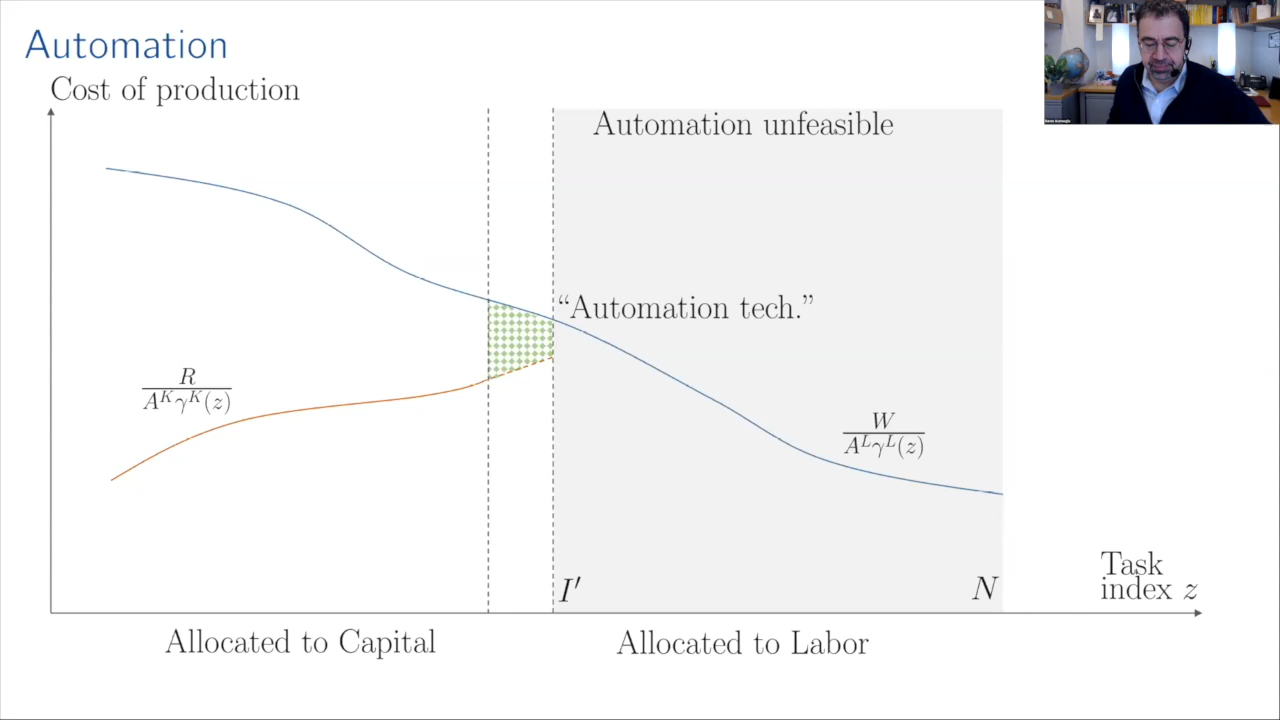 Automation
Cost of production
Automation unfeasible
“Automation tech.”
R
A^K γ^K(z)
W
A^L γ^L(z)
I′
N
Task
index z
Allocated to Capital
Allocated to Labor